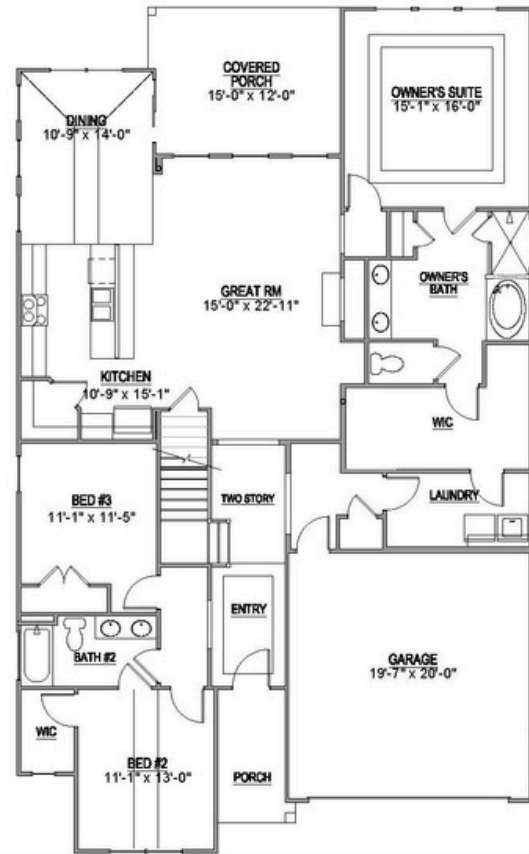 COVERED
PORCH
15'-0" x 12'-0"
OWNER'S SUITE
15'-1" x 16'-0"
DINING
10'-9" x 14'-0"
OWNER'S
BATH
GREAT RM
15'-0" x 22'-11"
KITCHEN
10'-9" x 15'-1"
WIC
BED #3
11'-1" x 11'-5"
TWO STORY
LAUNDRY
ENTRY
BATH #2
GARAGE
19'-7" x 20'-0"
WIC
BED #2
11'-1" x 13'-0"
PORCH